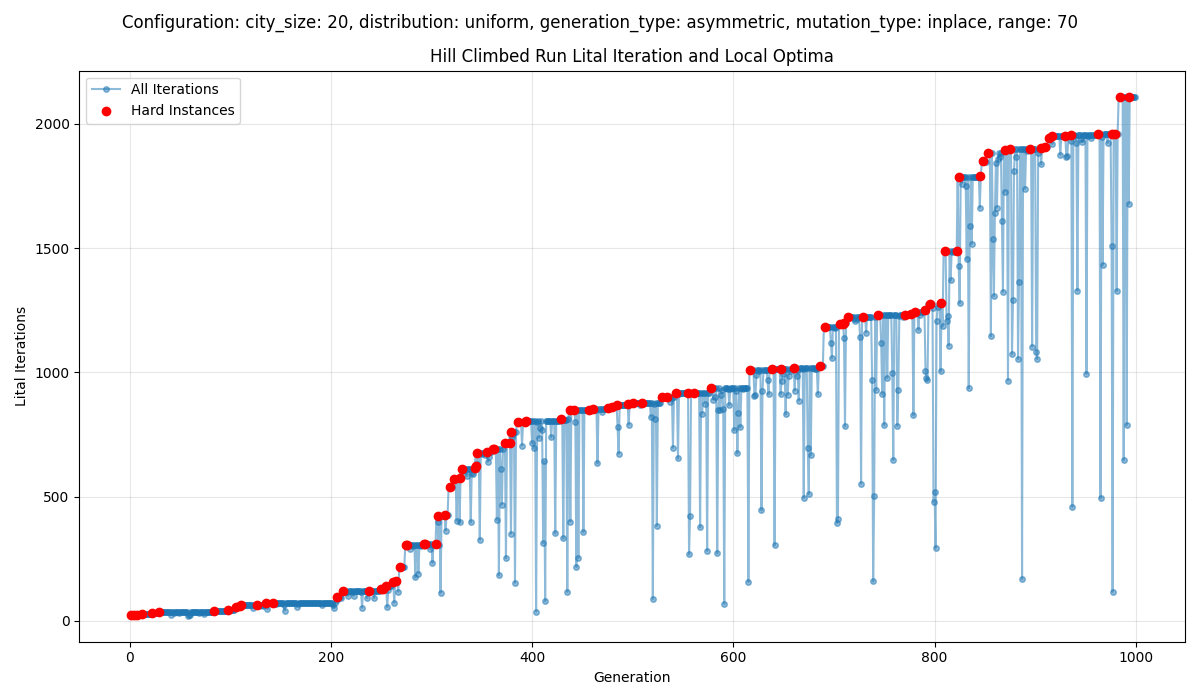 Configuration: city_size: 20, distribution: uniform, generation_type: asymmetric, mutation_type: inplace, range: 70
Hill Climbed Run Lital Iteration and Local Optima
All Iterations
Hard Instances
Lital Iterations
2000
1500
1000
500
0
0 200 400 600 800 1000
Generation